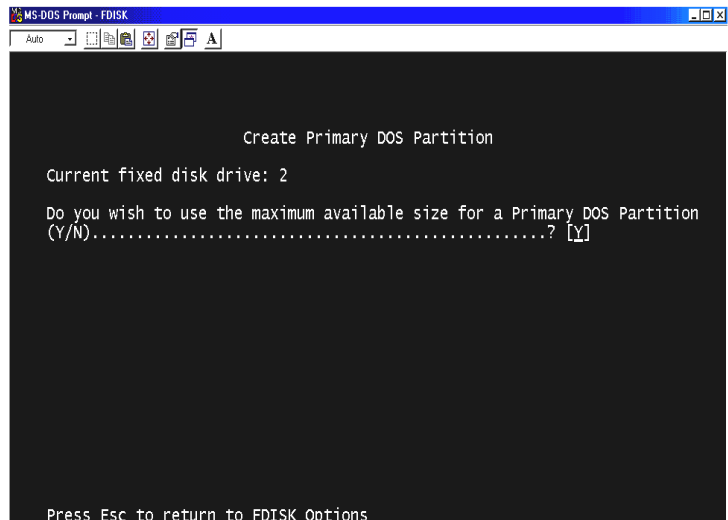 MS-DOS Prompt - FDISK
Auto
A
Create Primary DOS Partition
Current fixed disk drive: 2
Do you wish to use the maximum available size for a Primary DOS Partition
(Y/N)...................................................? [Y]
Press Esc to return to FDISK Options